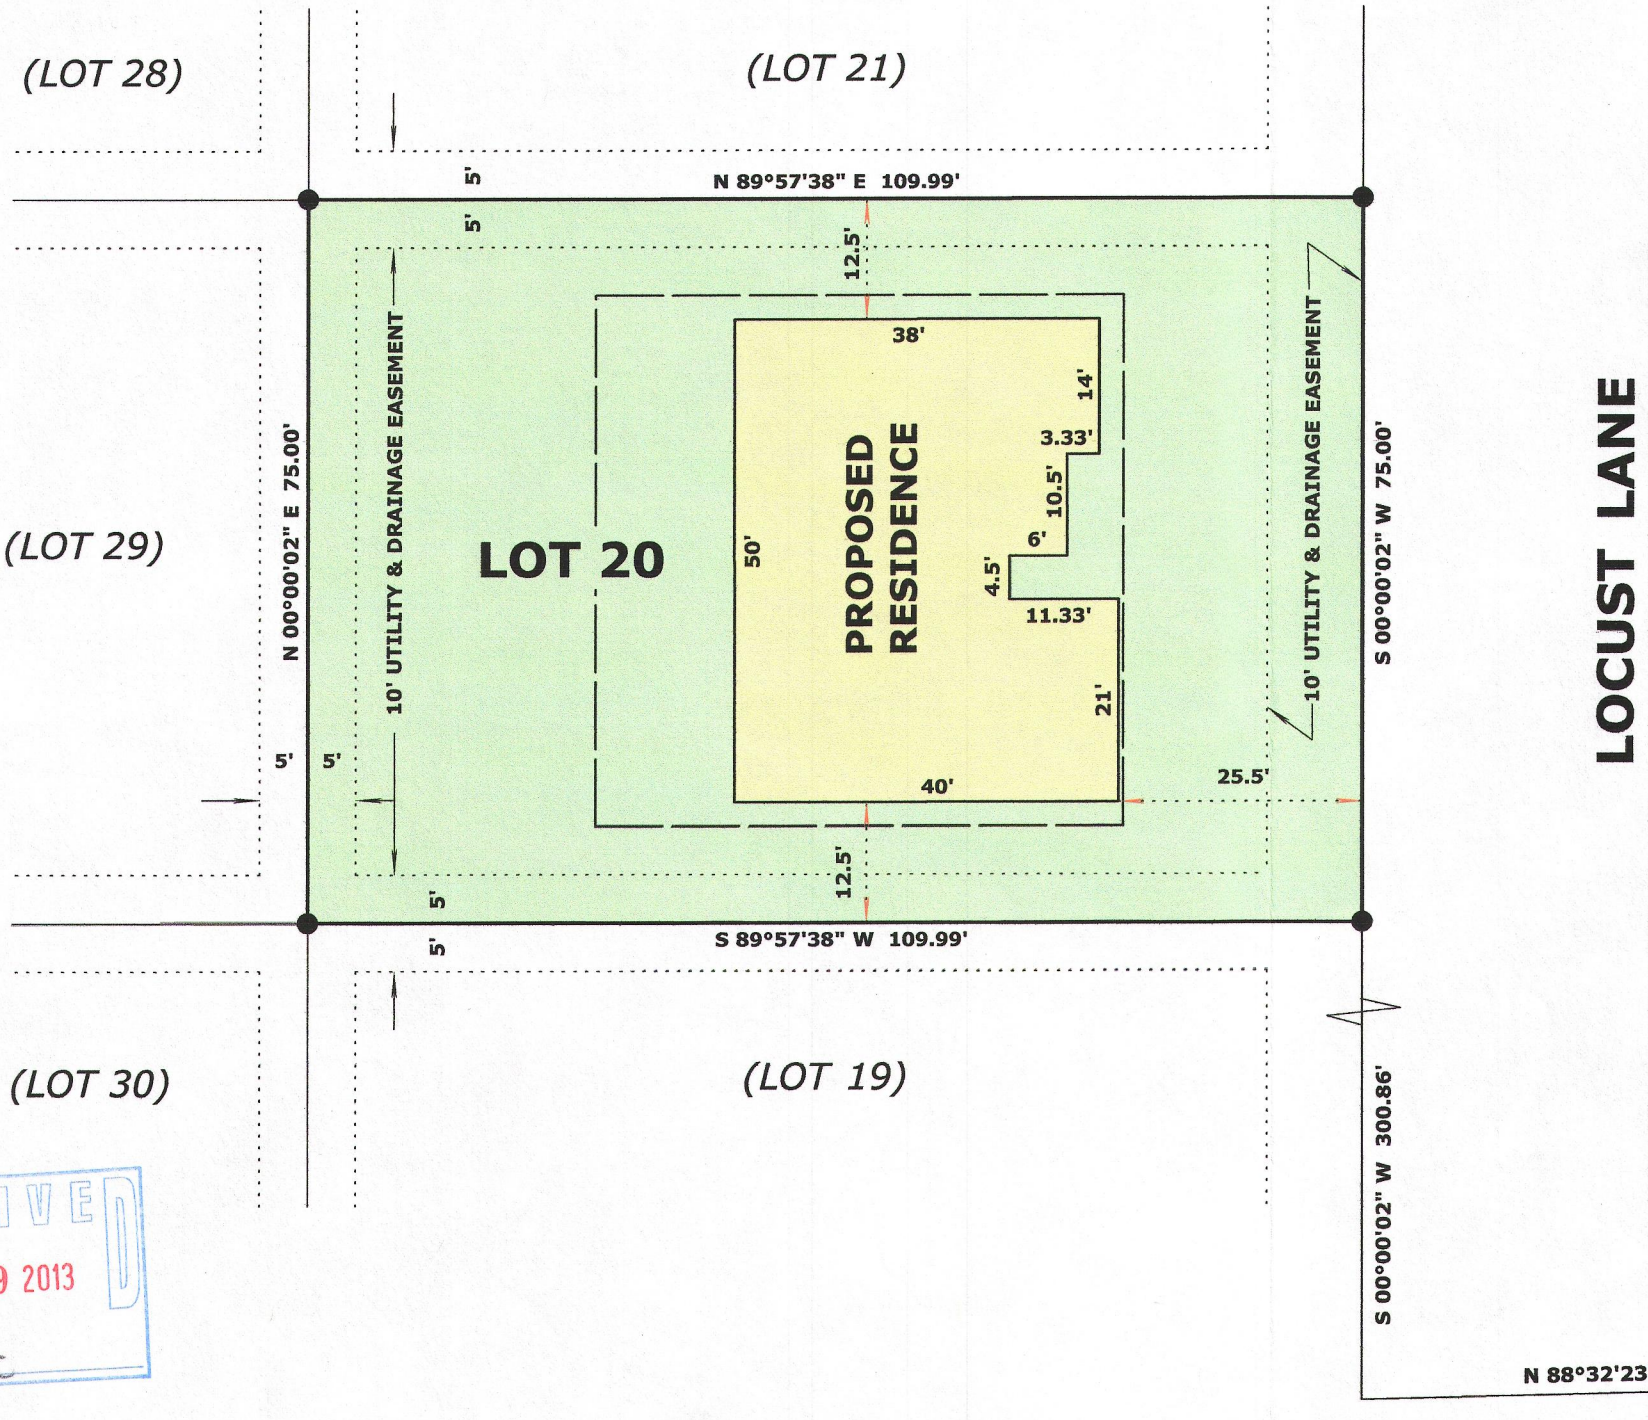 (LOT 28)
(LOT 21)
5'
N 89°57'38" E 109.99'
5'
12.5'
38'
14'
3.33'
10.5'
6'
4.5'
11.33'
50'
21'
40'
PROPOSED
RESIDENCE
LOT 20
10' UTILITY & DRAINAGE EASEMENT
N 00°00'02" E 75.00'
(LOT 29)
10' UTILITY & DRAINAGE EASEMENT
S 00°00'02" W 75.00'
LOCUST LANE
5'
5'
25.5'
12.5'
5'
5'
S 89°57'38" W 109.99'
(LOT 30)
(LOT 19)
S 00°00'02" W 300.86'
IVED
9 2013
N 88°32'23